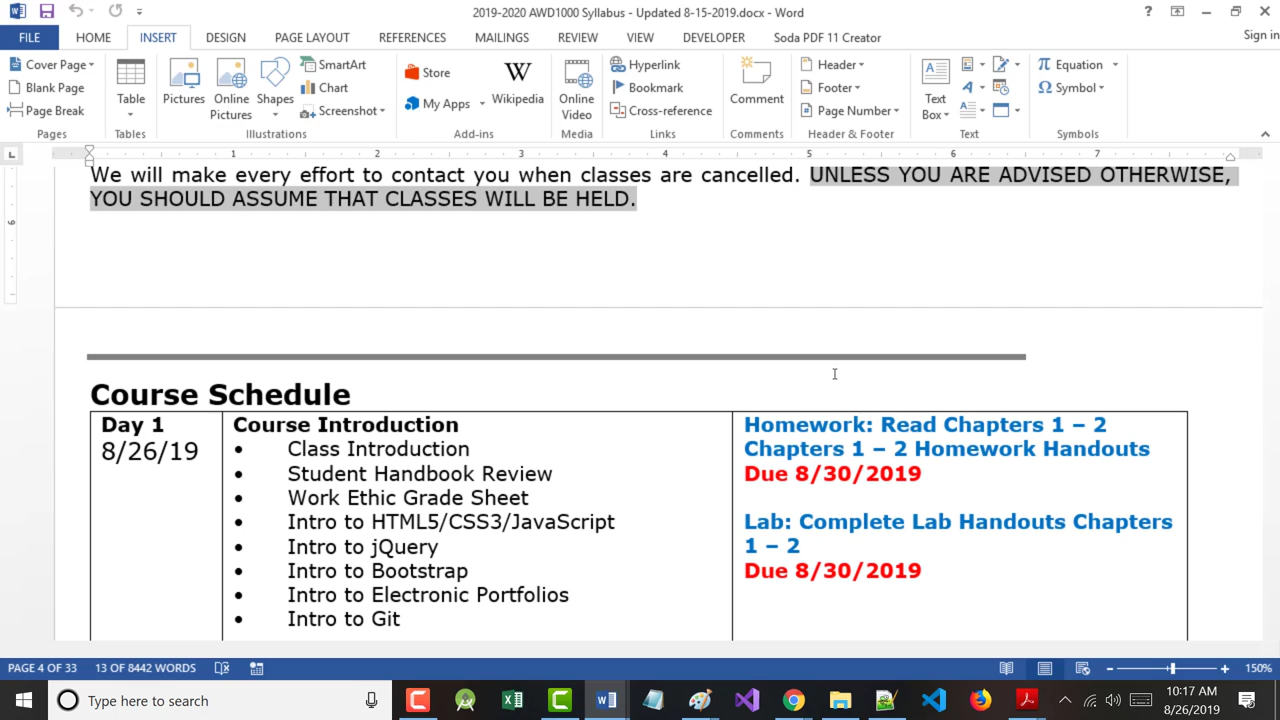 2019-2020 AWD1000 Syllabus - Updated 8-15-2019.docx - Word
?
Sign in
FILE HOME INSERT DESIGN PAGE LAYOUT REFERENCES MAILINGS REVIEW VIEW DEVELOPER Soda PDF 11 Creator
Cover Page
Blank Page
Page Break
Pages
Table
Tables
Pictures
Online Pictures
Shapes
SmartArt
Chart
Screenshot
Illustrations
Store
My Apps
Wikipedia
Add-ins
Online Video
Media
Hyperlink
Bookmark
Cross-reference
Links
Comment
Comments
Header
Footer
Page Number
Header & Footer
Text Box
Text
Equation
Symbol
Symbols
1 2 3 4 5 6 7
9
We will make every effort to contact you when classes are cancelled. UNLESS YOU ARE ADVISED OTHERWISE,
YOU SHOULD ASSUME THAT CLASSES WILL BE HELD.
Course Schedule
Day 1
8/26/19
Course Introduction
• Class Introduction
• Student Handbook Review
• Work Ethic Grade Sheet
• Intro to HTML5/CSS3/JavaScript
• Intro to jQuery
• Intro to Bootstrap
• Intro to Electronic Portfolios
• Intro to Git
Homework: Read Chapters 1 – 2
Chapters 1 – 2 Homework Handouts
Due 8/30/2019
Lab: Complete Lab Handouts Chapters
1 – 2
Due 8/30/2019
PAGE 4 OF 33 13 OF 8442 WORDS 150%
Type here to search
10:17 AM
8/26/2019